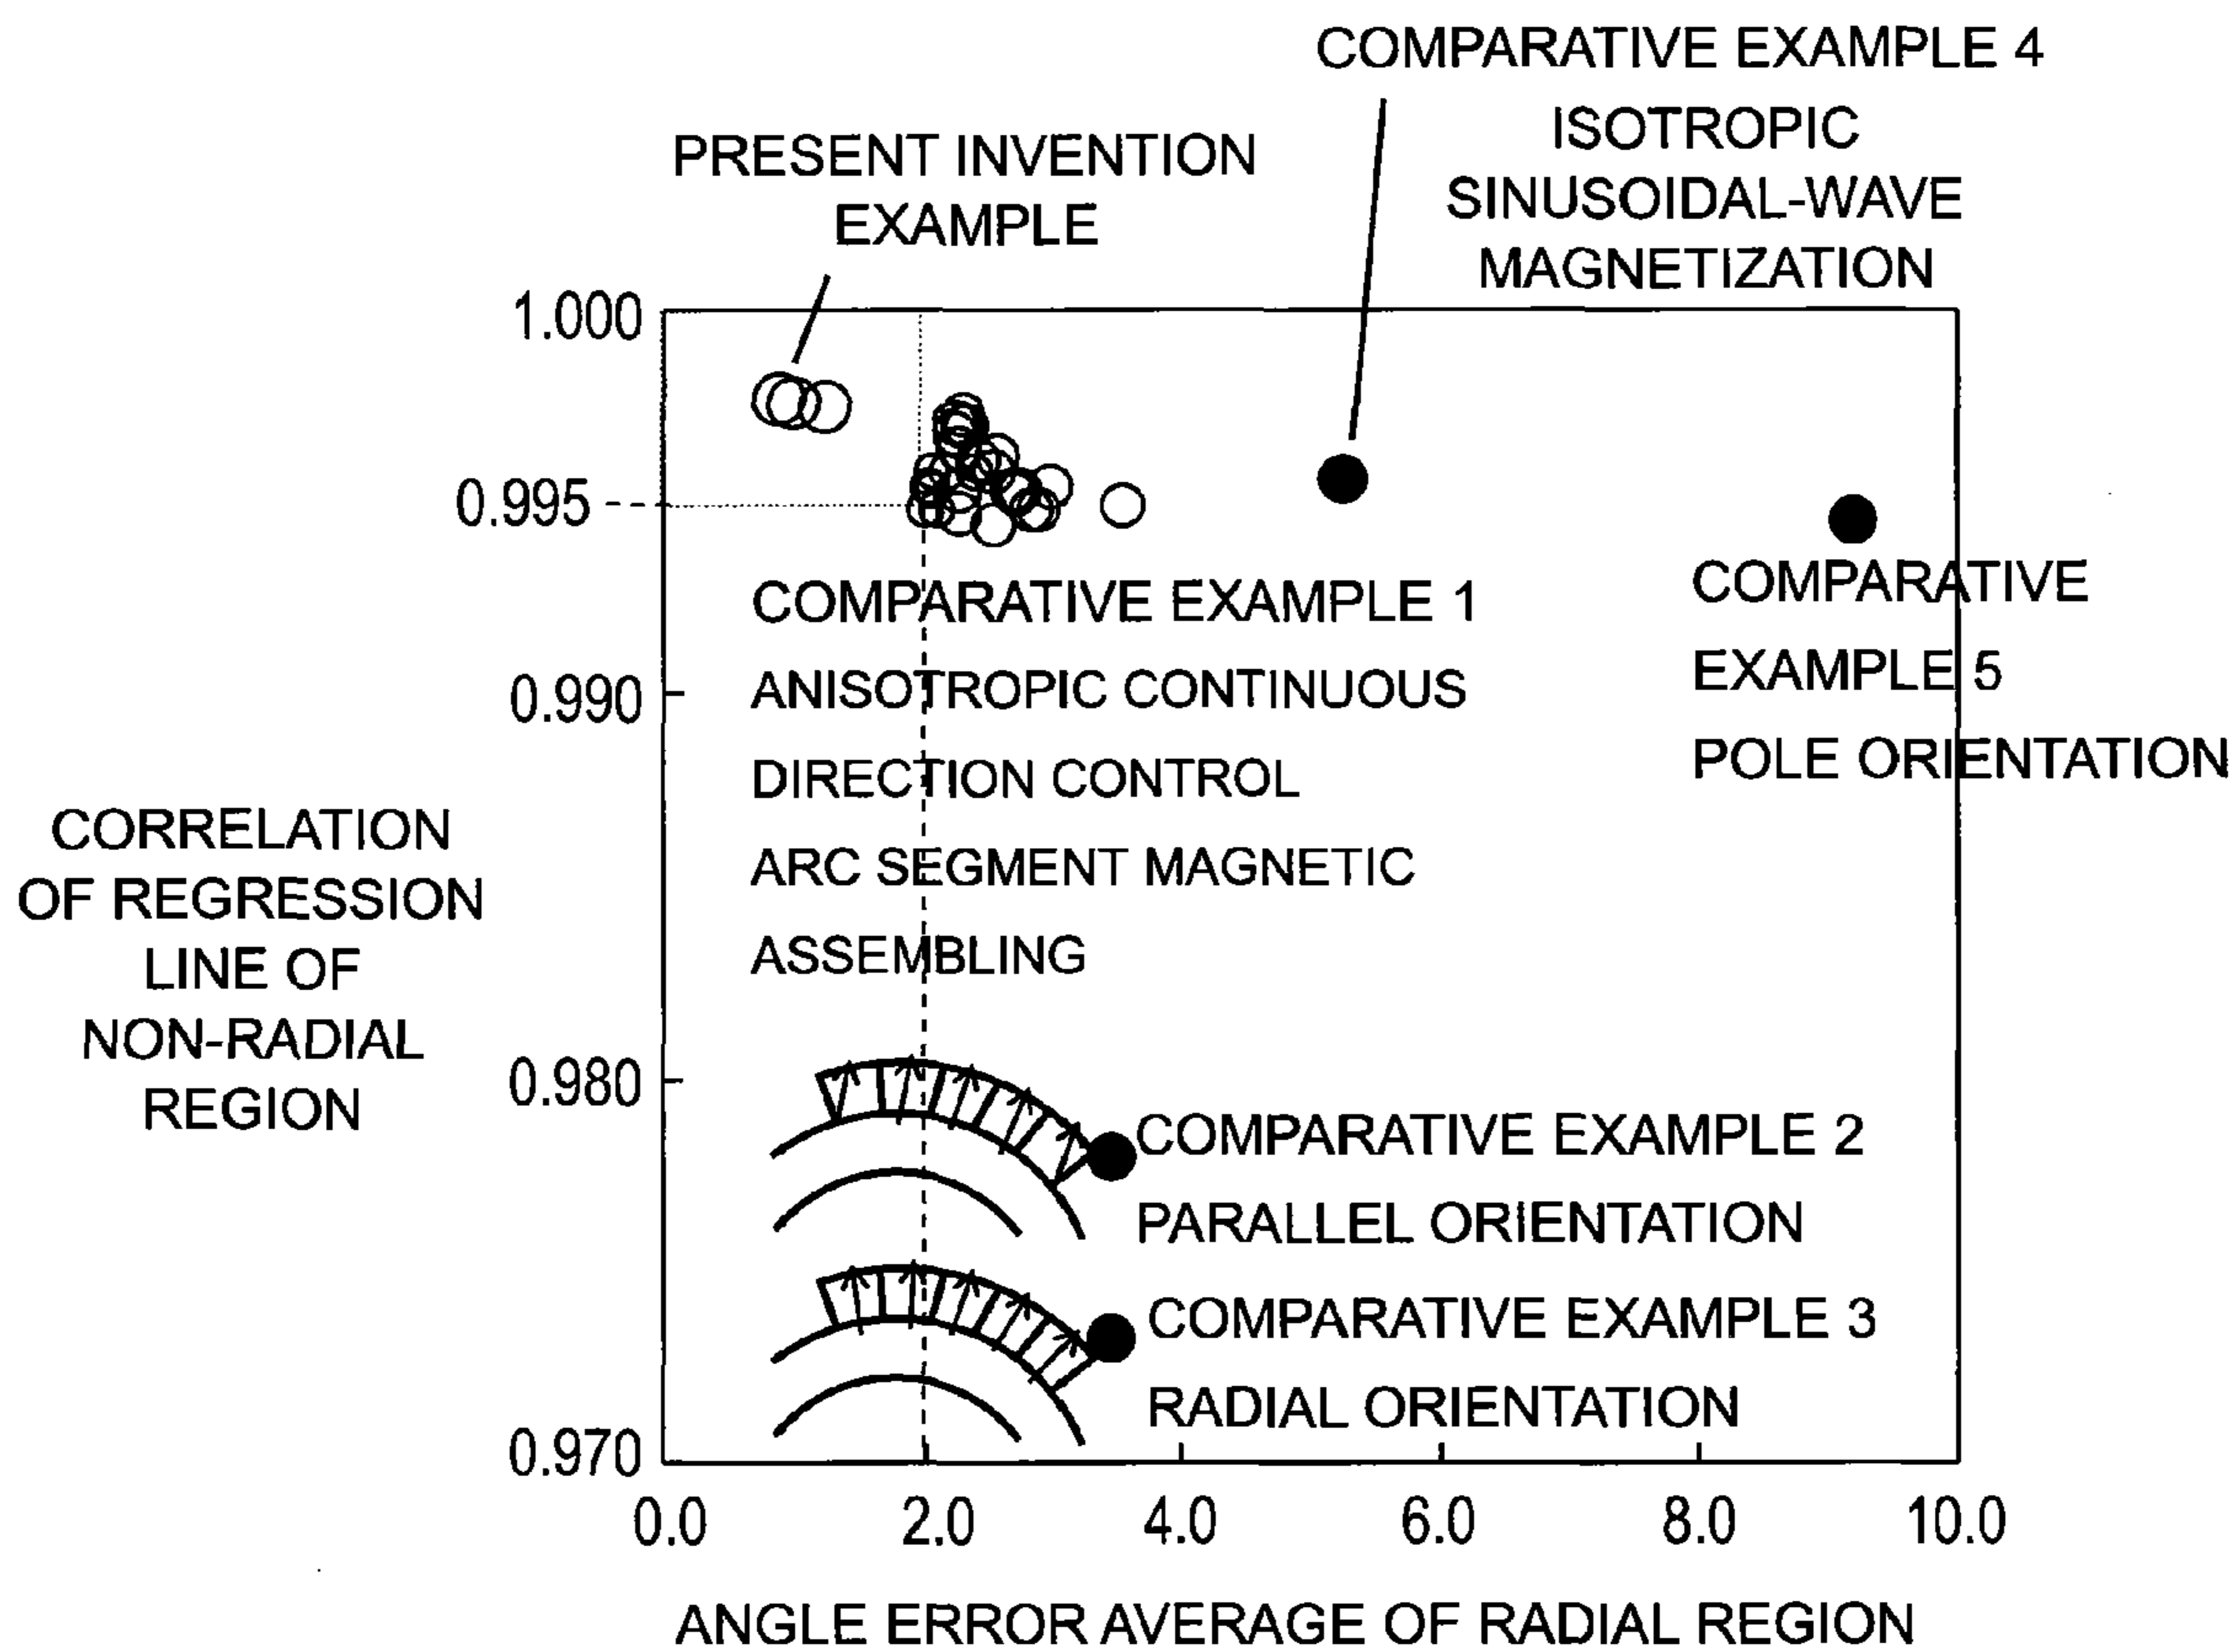 COMPARATIVE EXAMPLE 4
ISOTROPIC
SINUSOIDAL-WAVE
MAGNETIZATION
PRESENT INVENTION
EXAMPLE
1.000
0.995
0.990
0.980
0.970
CORRELATION
OF REGRESSION
LINE OF
NON-RADIAL
REGION
COMPARATIVE EXAMPLE 1
ANISOTROPIC CONTINUOUS
DIRECTION CONTROL
ARC SEGMENT MAGNETIC
ASSEMBLING
COMPARATIVE
EXAMPLE 5
POLE ORIENTATION
COMPARATIVE EXAMPLE 2
PARALLEL ORIENTATION
COMPARATIVE EXAMPLE 3
RADIAL ORIENTATION
0.0 2.0 4.0 6.0 8.0 10.0
ANGLE ERROR AVERAGE OF RADIAL REGION